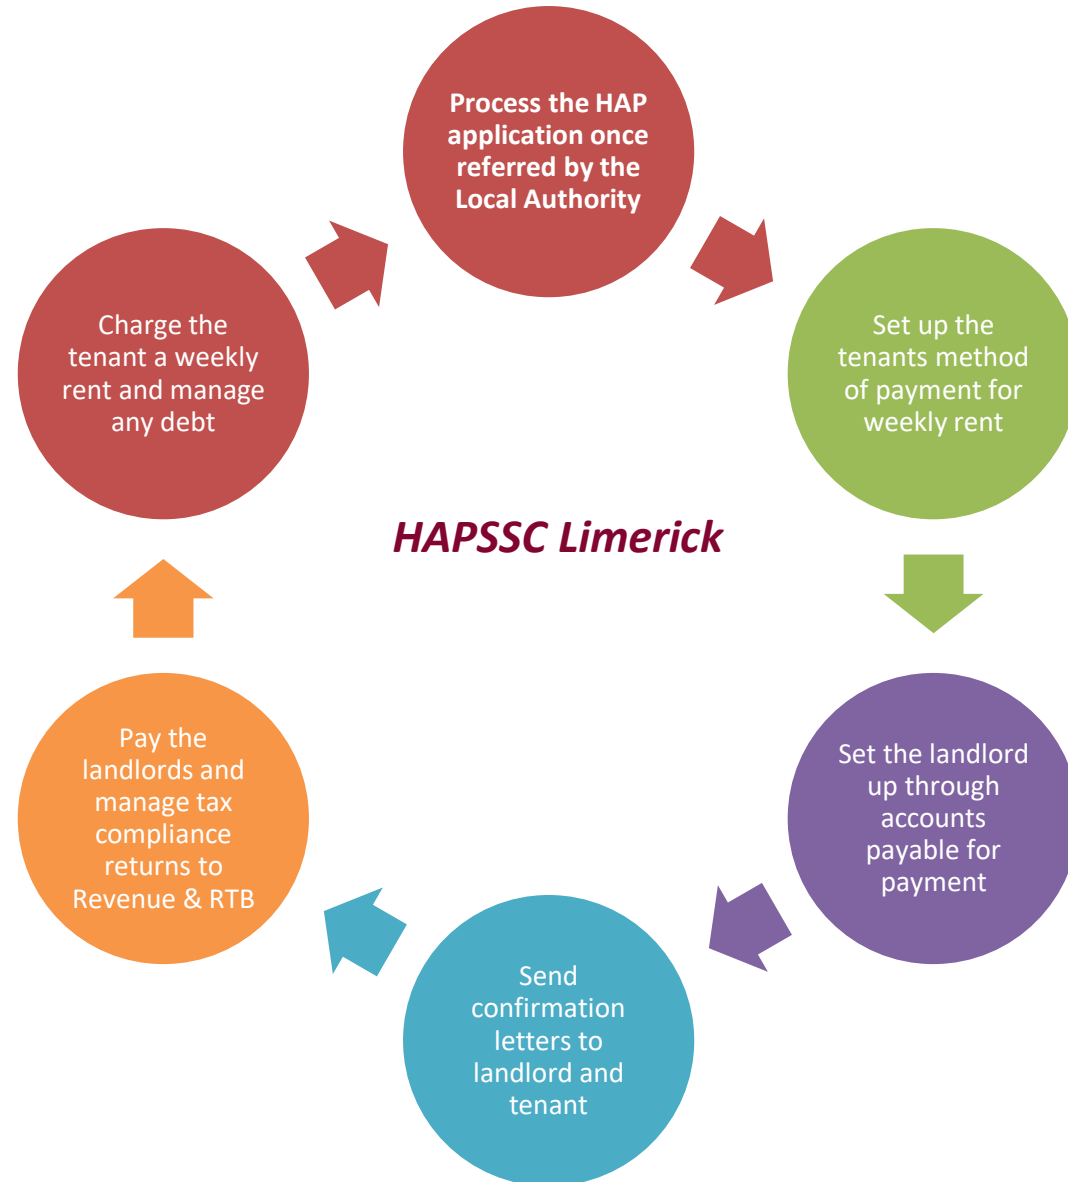 Process the HAP
application once
referred by the
Local Authority
Set up the
tenants method
of payment for
weekly rent
Set the landlord
up through
accounts
payable for
payment
Send
confirmation
letters to
landlord and
tenant
Pay the
landlords and
manage tax
compliance
returns to
Revenue & RTB
Charge the
tenant a weekly
rent and manage
any debt
HAPSSC Limerick